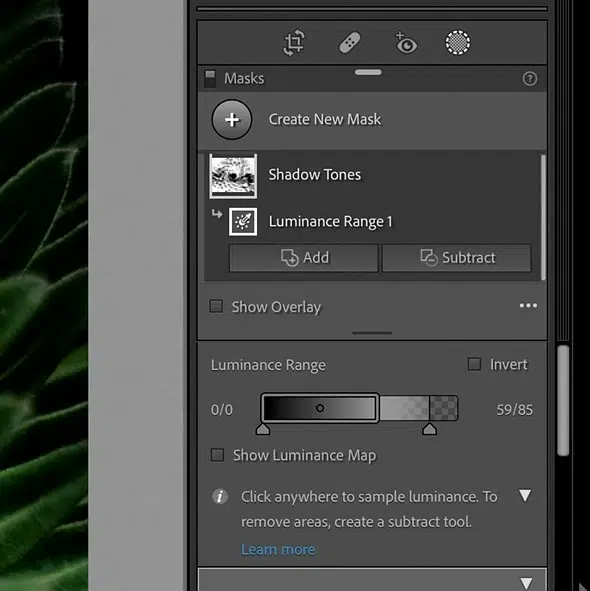 Masks
Create New Mask
Shadow Tones
Luminance Range 1
Add Subtract
Show Overlay
Luminance Range Invert
0/0 59/85
Show Luminance Map
Click anywhere to sample luminance. To
remove areas, create a subtract tool.
Learn more